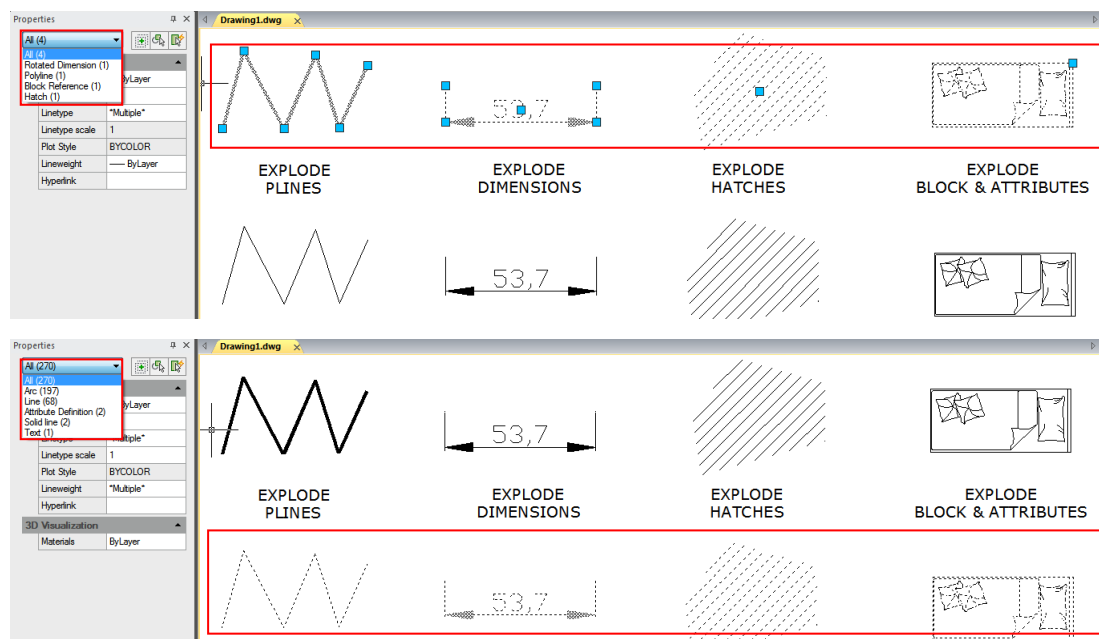 Properties
Drawing1.dwg
All (4)
All (4)
Rotated Dimension (1)
Polyline (1)
Block Reference (1)
Hatch (1)
ByLayer
Linetype *Multiple*
Linetype scale 1
Plot Style BYCOLOR
Lineweight ByLayer
Hyperlink
53,7
EXPLODE
PLINES
EXPLODE
DIMENSIONS
EXPLODE
HATCHES
EXPLODE
BLOCK & ATTRIBUTES
53,7
Properties
Drawing1.dwg
All (270)
All (270)
Arc (197)
Line (68)
Attribute Definition (2)
Solid line (2)
Text (1)
ByLayer
Linetype *Multiple*
Linetype scale 1
Plot Style BYCOLOR
Lineweight *Multiple*
Hyperlink
3D Visualization
Materials ByLayer
53,7
EXPLODE
PLINES
EXPLODE
DIMENSIONS
EXPLODE
HATCHES
EXPLODE
BLOCK & ATTRIBUTES
53,7